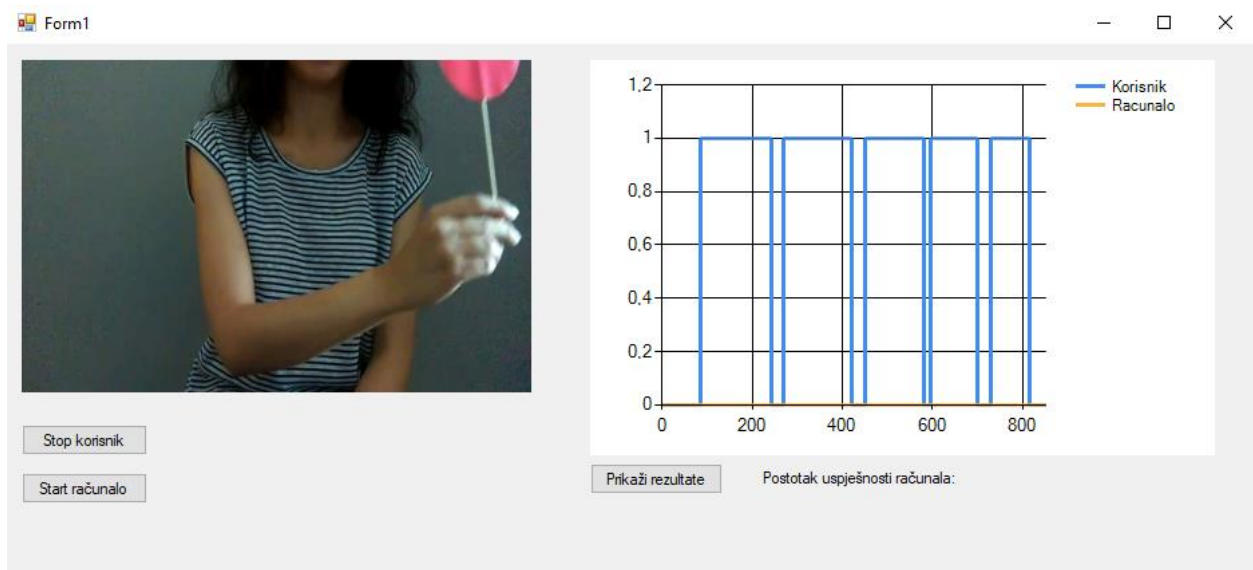 Form1
1,2
1
0,8
0,6
0,4
0,2
0
0 200 400 600 800
Korisnik
Racunalo
Stop korisnik
Start računalo
Prikaži rezultate
Postotak uspješnosti računala: